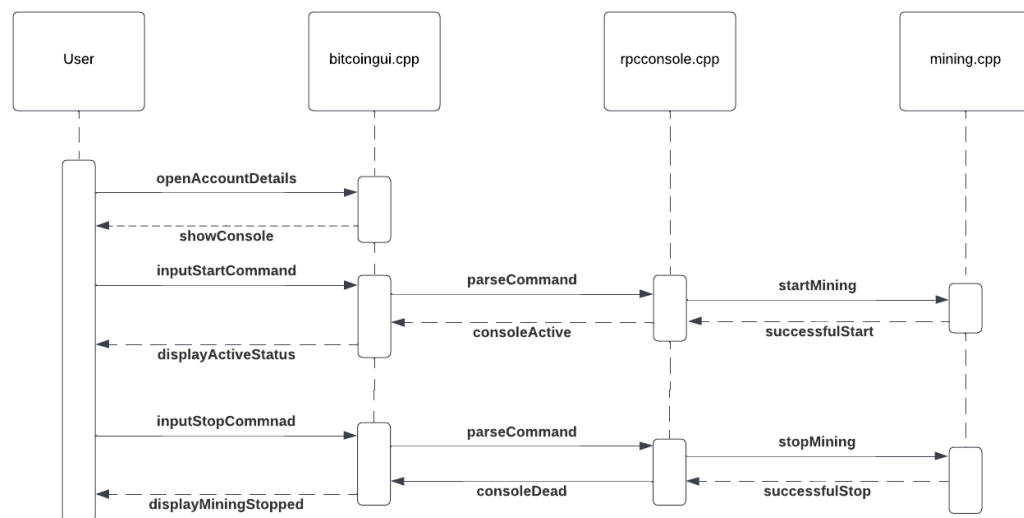 User
bitcoingui.cpp
rpcconsole.cpp
mining.cpp
openAccountDetails
showConsole
inputStartCommand
parseCommand
startMining
consoleActive
successfulStart
displayActiveStatus
inputStopCommnad
parseCommand
stopMining
consoleDead
successfulStop
displayMiningStopped